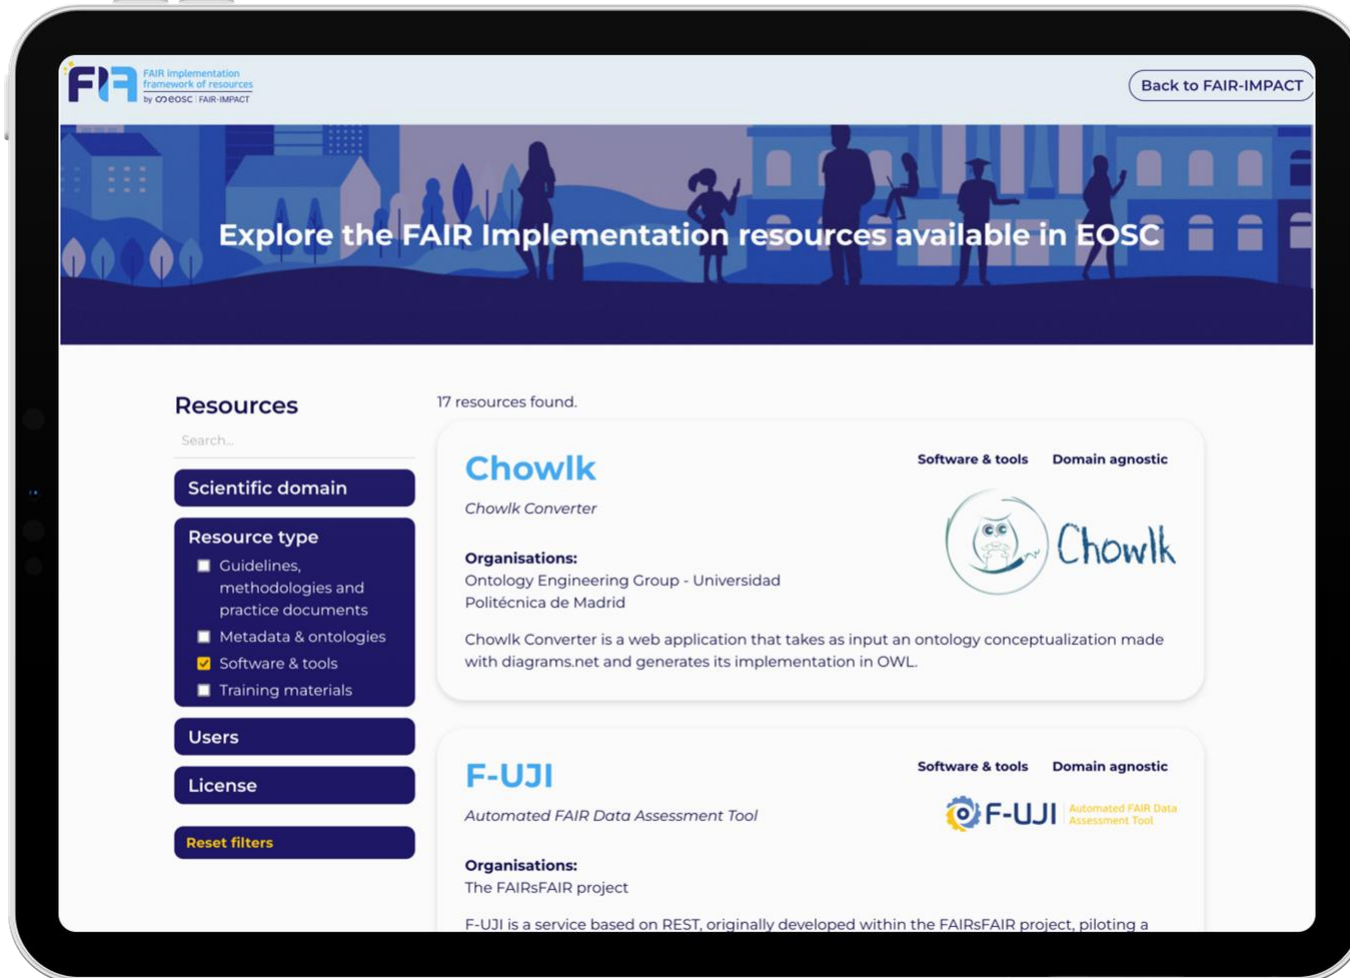 FIF
FAIR implementation
framework of resources
by eosc | FAIR-IMPACT
Back to FAIR-IMPACT
Explore the FAIR Implementation resources available in EOSC
Resources
Search...
Scientific domain
Resource type
Guidelines,
methodologies and
practice documents
Metadata & ontologies
Software & tools
Training materials
Users
License
Reset filters
17 resources found.
Chowlk
Software & tools Domain agnostic
Chowlk Converter
Chowlk
Organisations:
Ontology Engineering Group - Universidad
Politécnica de Madrid
Chowlk Converter is a web application that takes as input an ontology conceptualization made
with diagrams.net and generates its implementation in OWL.
F-UJI
Software & tools Domain agnostic
Automated FAIR Data Assessment Tool
F-UJI
Automated FAIR Data
Assessment Tool
Organisations:
The FAIRsFAIR project
F-UJI is a service based on REST, originally developed within the FAIRsFAIR project, piloting a